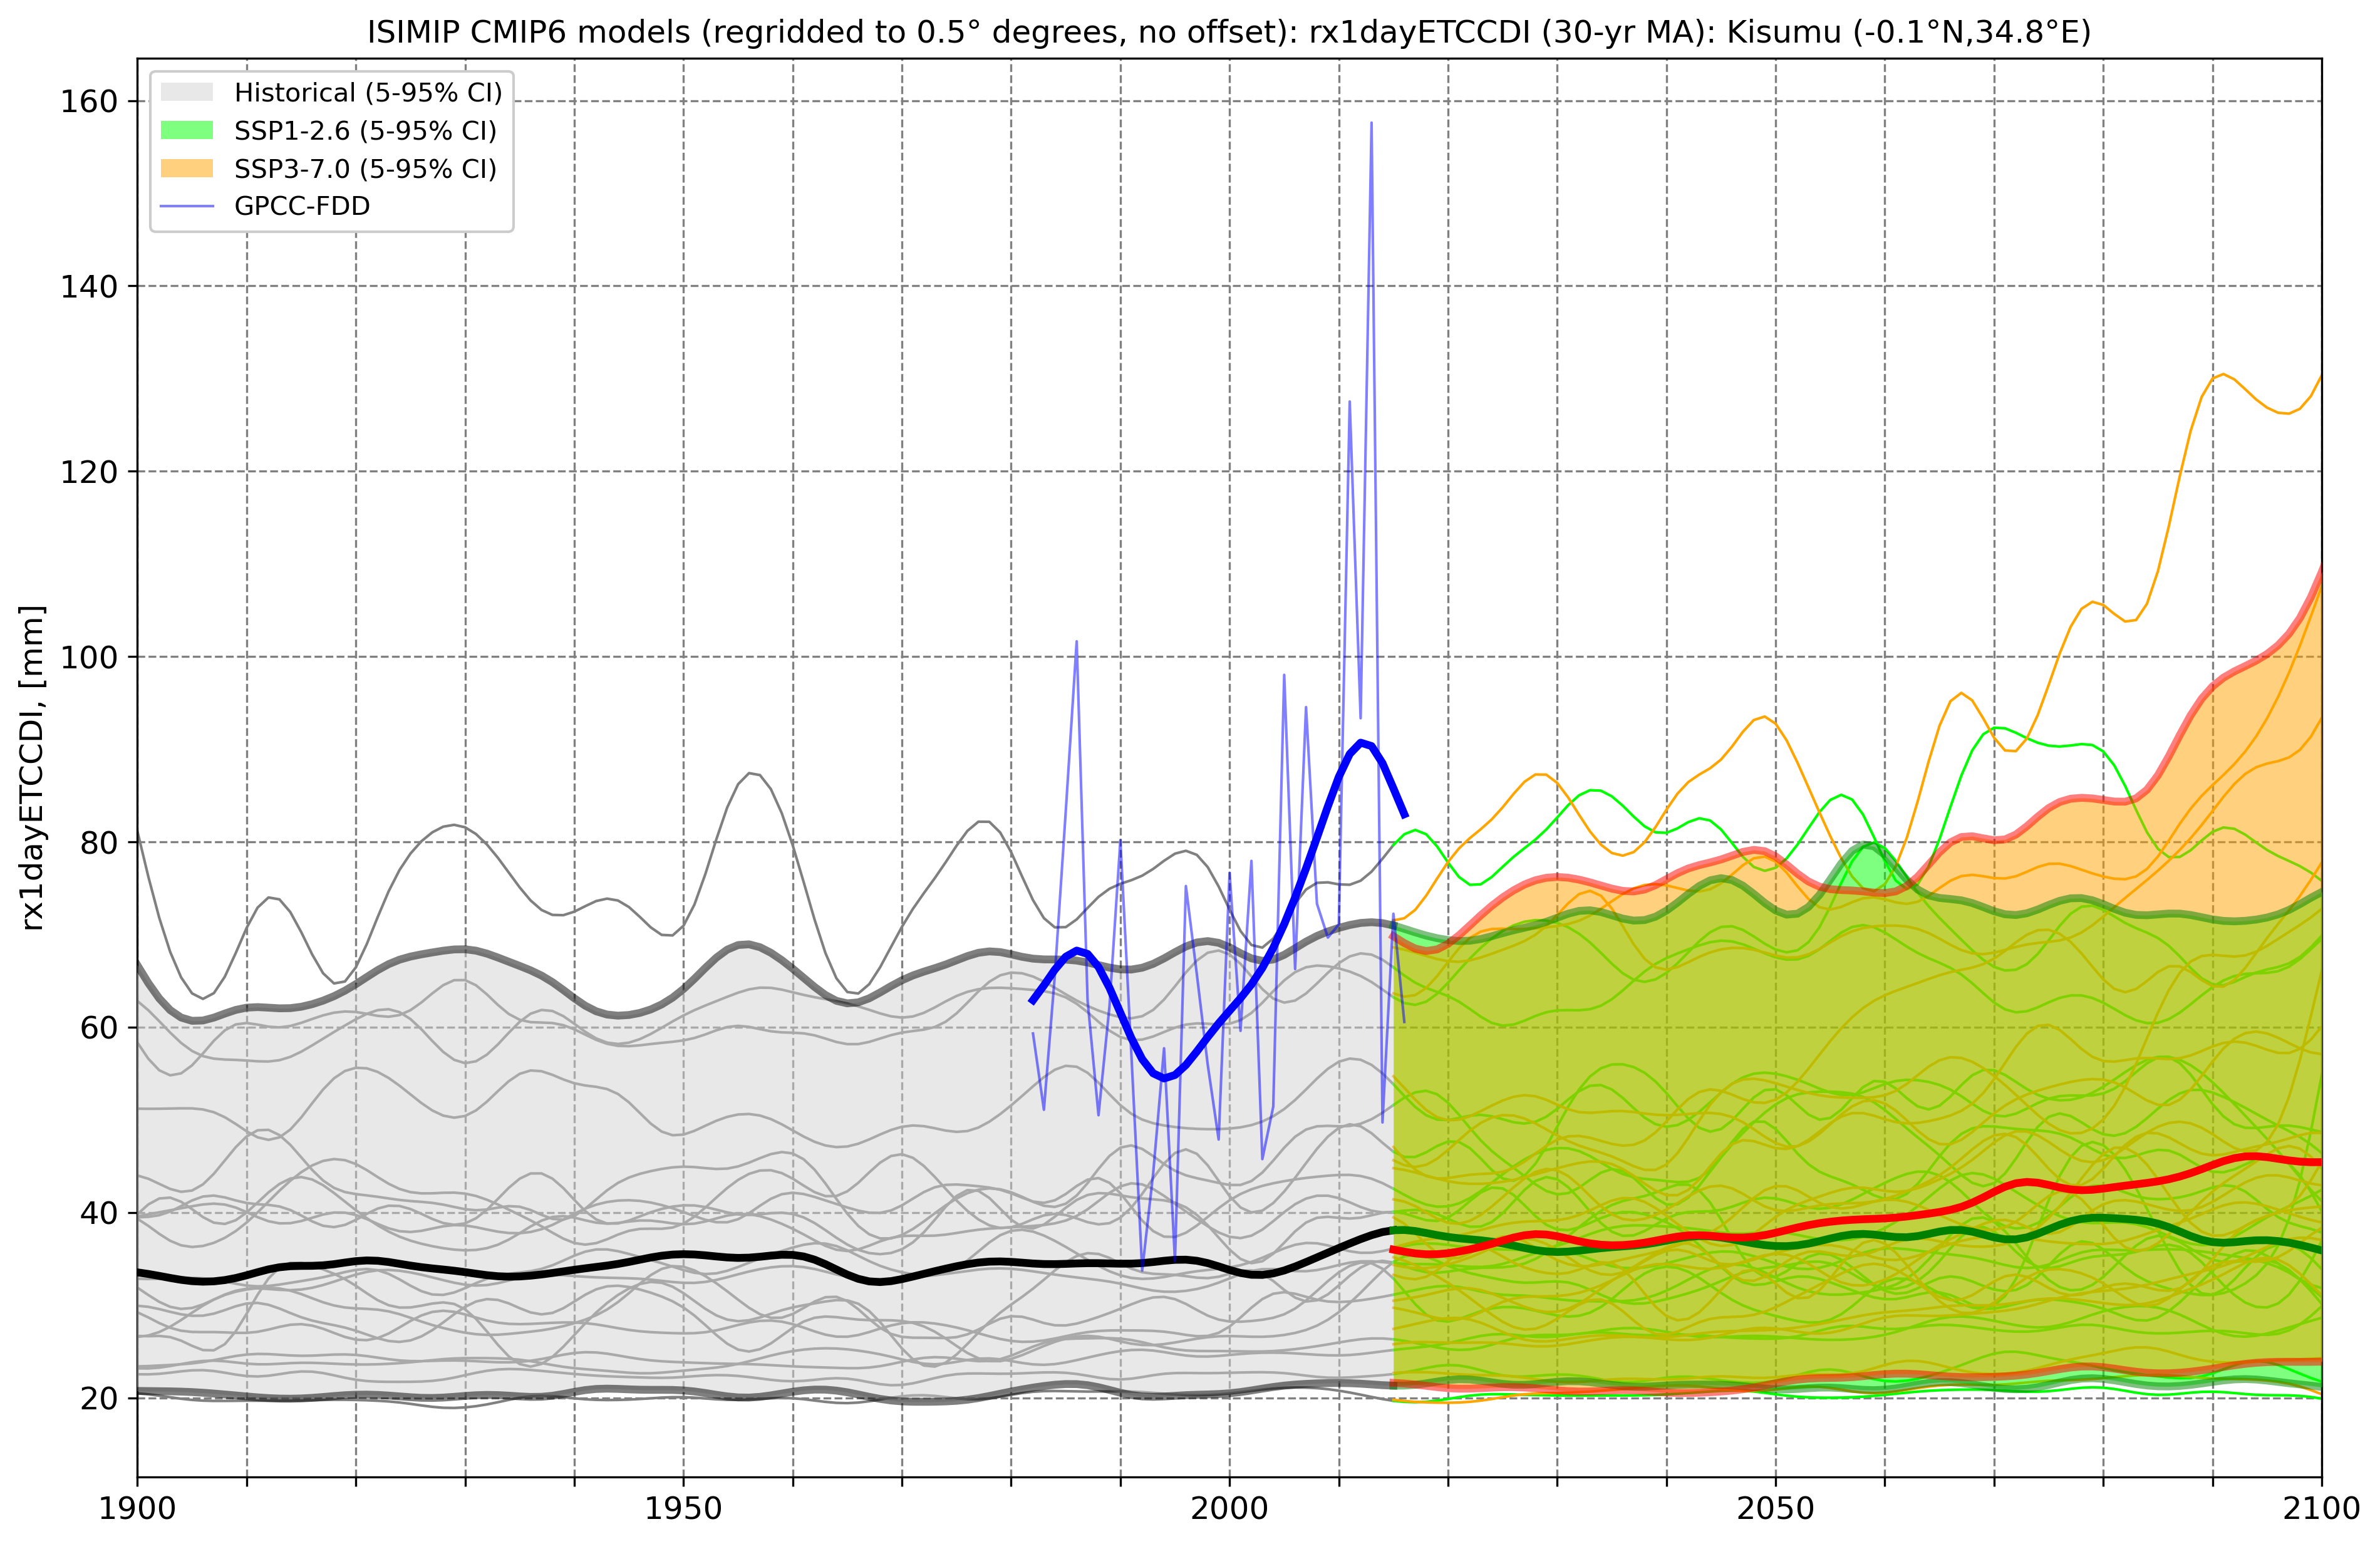 ISIMIP CMIP6 models (regridded to 0.5° degrees, no offset): rx1dayETCCDI (30-yr MA): Kisumu (-0.1°N,34.8°E)
Historical (5-95% CI)
SSP1-2.6 (5-95% CI)
SSP3-7.0 (5-95% CI)
GPCC-FDD
rx1dayETCCDI, [mm]
160
140
120
100
80
60
40
20
1900 1950 2000 2050 2100